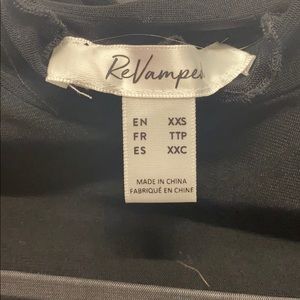 ReVamped
EN XXS
FR TTP
ES XXC
MADE IN CHINA
FABRIQUÉ EN CHINE